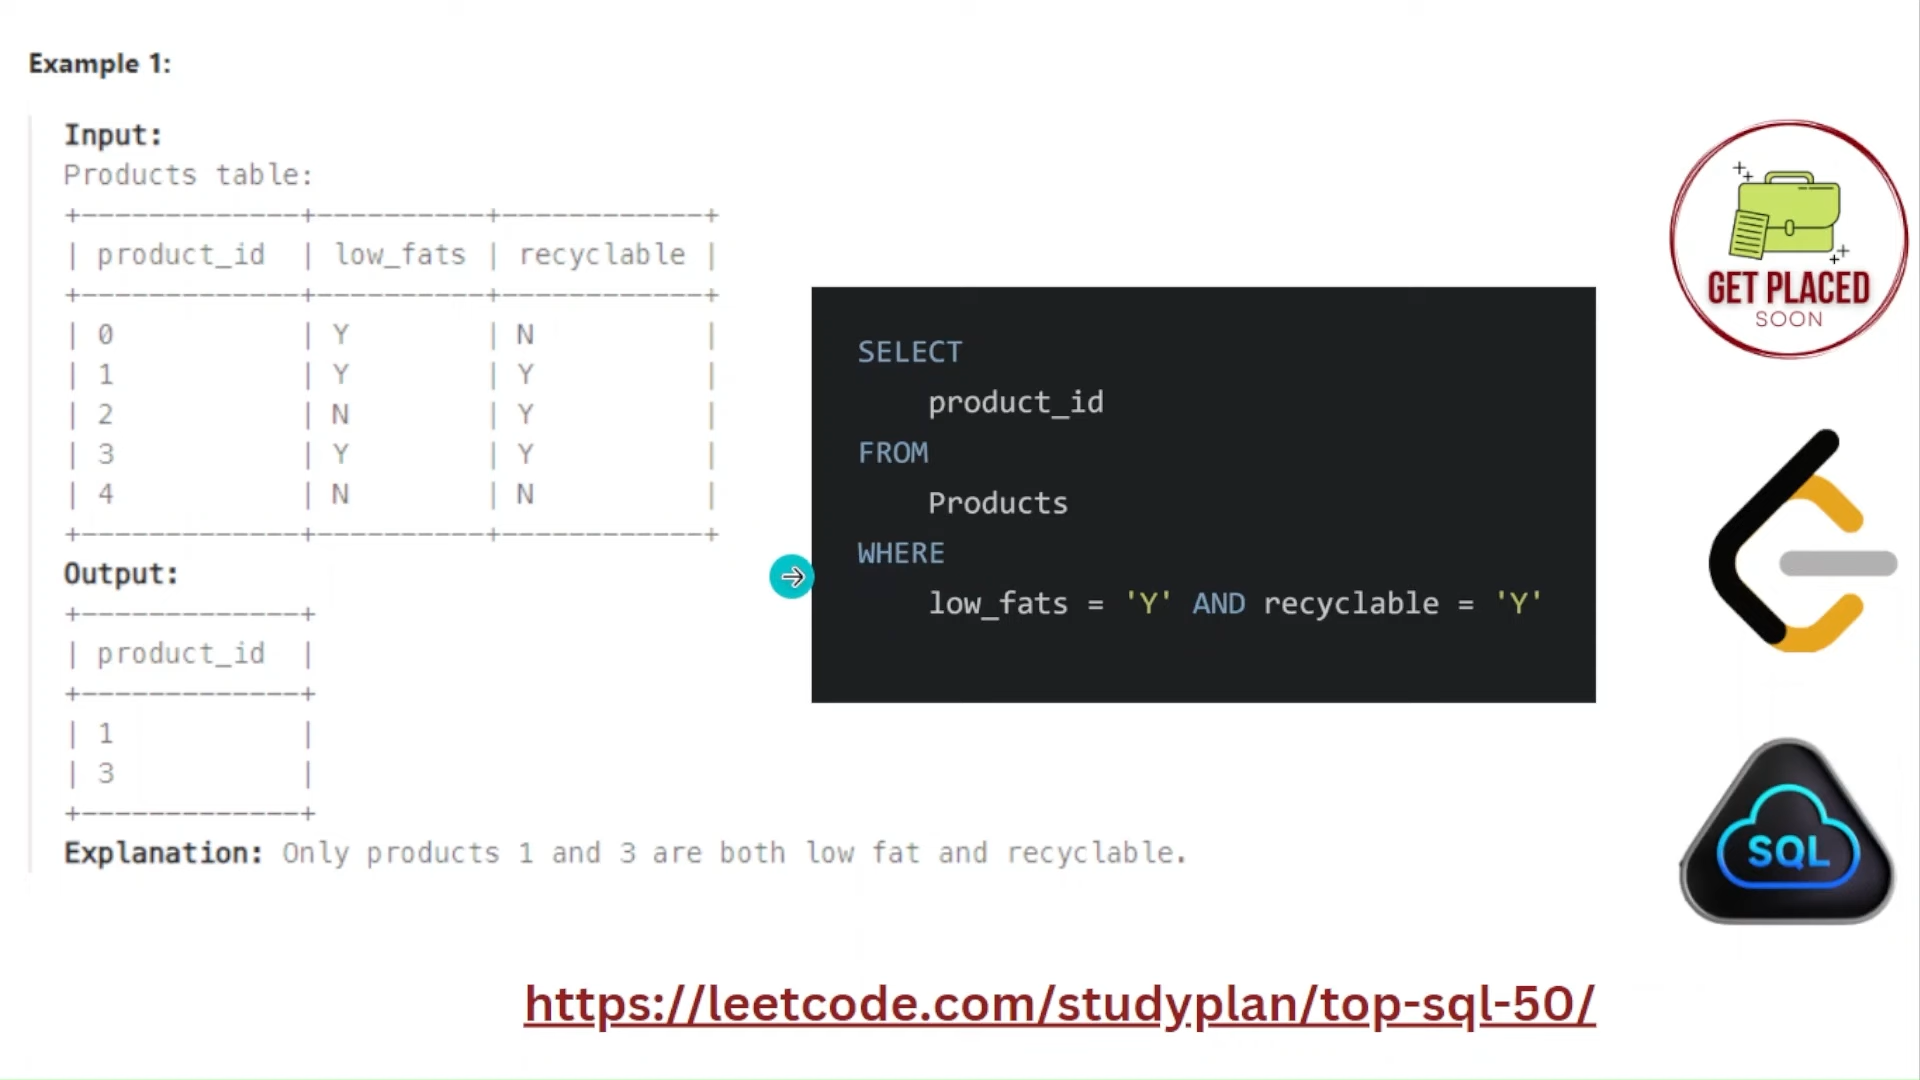 Example 1:
Input:
Products table:
+-------------+----------+------------+
| product_id  | low_fats | recyclable |
+-------------+----------+------------+
| 0           | Y        | N          |
| 1           | Y        | Y          |
| 2           | N        | Y          |
| 3           | Y        | Y          |
| 4           | N        | N          |
+-------------+----------+------------+
Output:
+-------------+
| product_id  |
+-------------+
| 1           |
| 3           |
+-------------+
Explanation: Only products 1 and 3 are both low fat and recyclable.
SELECT
    product_id
FROM
    Products
WHERE
    low_fats = 'Y' AND recyclable = 'Y'
GET PLACED
SOON
SQL
https://leetcode.com/studyplan/top-sql-50/